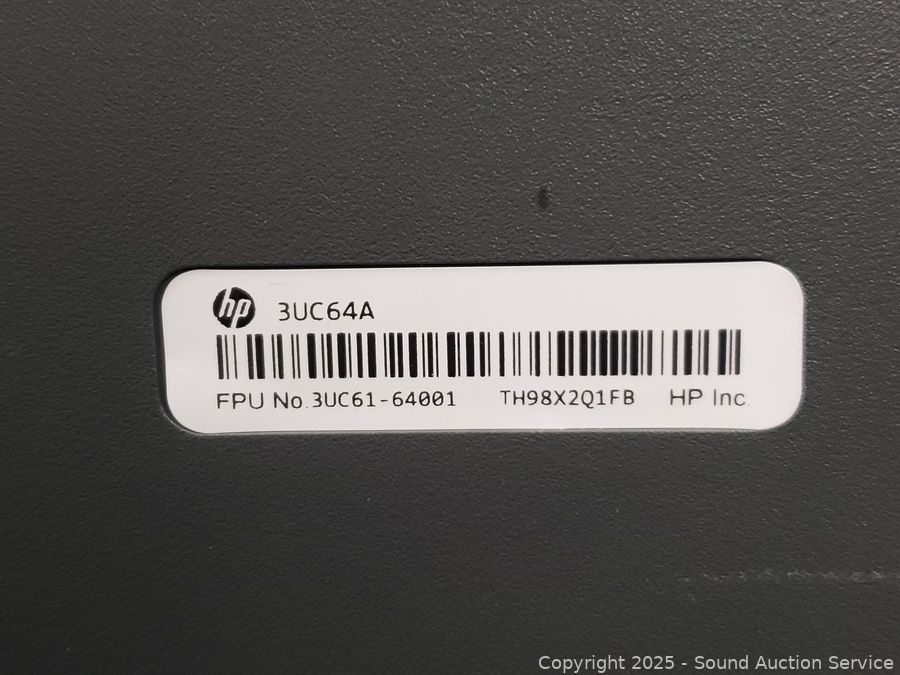 hp 3UC64A
FPU No.3UC61-64001 TH98X2Q1FB HP Inc.
Copyright 2025 - Sound Auction Service